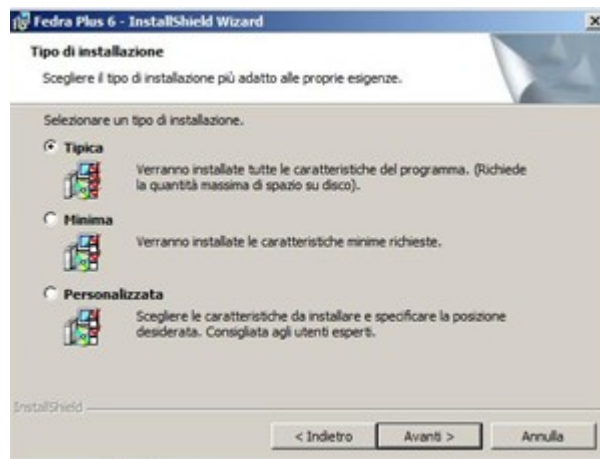 Fedra Plus 6 - InstallShield Wizard
Tipo di installazione
Scegliere il tipo di installazione più adatto alle proprie esigenze.
Selezionare un tipo di installazione.
Tipica
Verranno installate tutte le caratteristiche del programma. (Richiede
la quantità massima di spazio su disco).
Minima
Verranno installate le caratteristiche minime richieste.
Personalizzata
Scegliere le caratteristiche da installare e specificare la posizione
desiderata. Consigliata agli utenti esperti.
InstallShield
< Indietro Avanti > Annulla